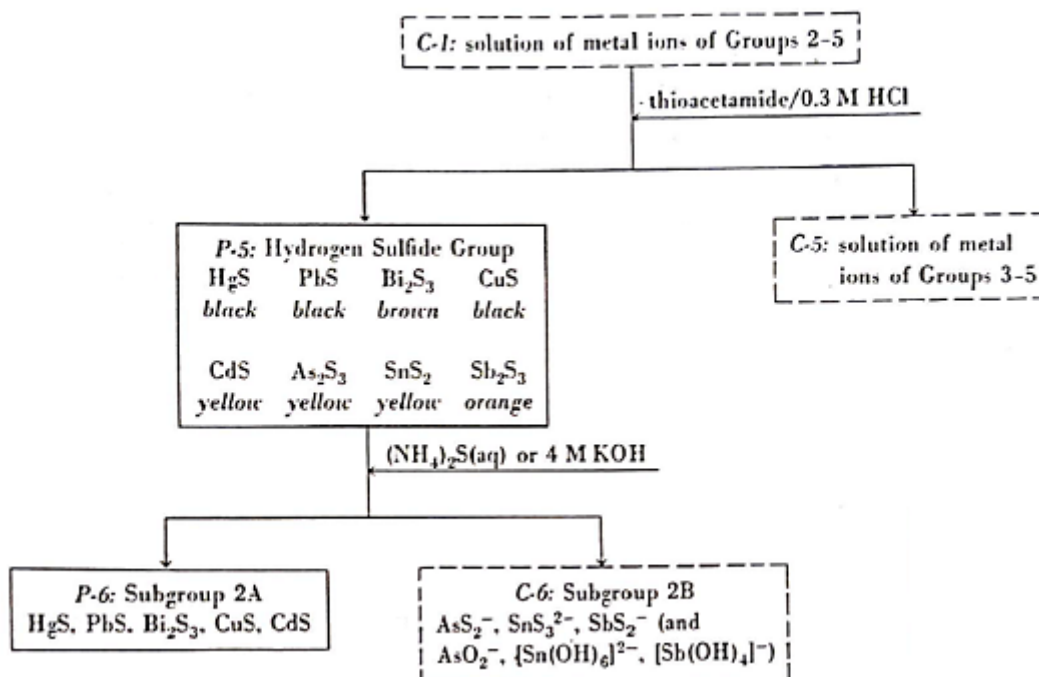 C-1: solution of metal ions of Groups 2-5
thioacetamide/0.3 M HCl
P-5: Hydrogen Sulfide Group
HgS PbS Bi₂S₃ CuS
black black brown black
CdS As₂S₃ SnS₂ Sb₂S₃
yellow yellow yellow orange
C-5: solution of metal
ions of Groups 3-5
(NH₄)₂S(aq) or 4 M KOH
P-6: Subgroup 2A
HgS, PbS, Bi₂S₃, CuS, CdS
C-6: Subgroup 2B
AsS₂⁻, SnS₃²⁻, SbS₂⁻ (and
AsO₂⁻, [Sn(OH)₆]²⁻, [Sb(OH)₄]⁻)